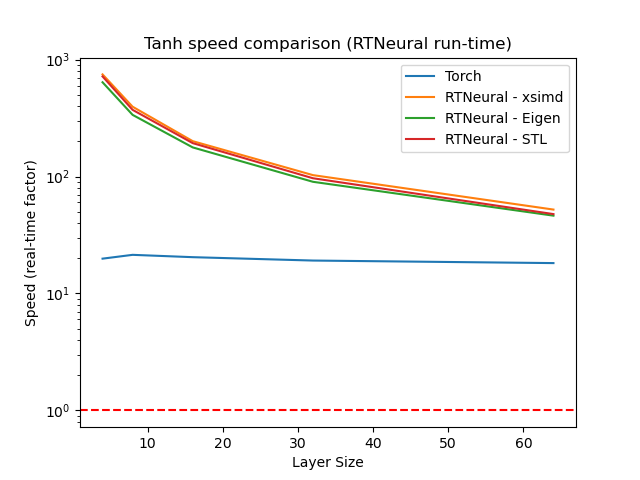 Tanh speed comparison (RTNeural run-time)
Torch
RTNeural - xsimd
RTNeural - Eigen
RTNeural - STL
10³
10²
10¹
10⁰
Speed (real-time factor)
10 20 30 40 50 60
Layer Size